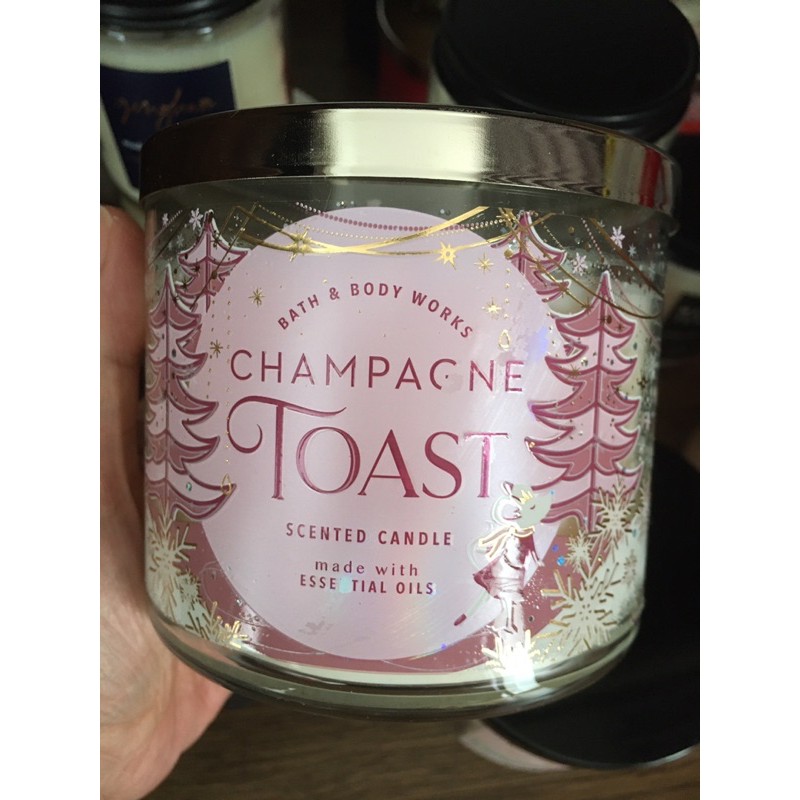 BATH & BODY WORKS
CHAMPAGNE
TOAST
SCENTED CANDLE
made with
ESSENTIAL OILS